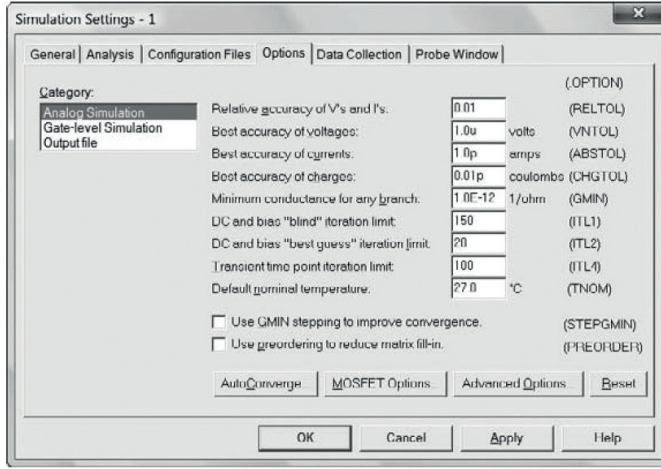 Simulation Settings - 1
x
General Analysis Configuration Files Options Data Collection Probe Window
(.OPTION)
Category:
Analog Simulation
Gate-level Simulation
Output file
Relative accuracy of V's and I's: 0.01 (RELTOL)
Best accuracy of voltages: 1.0u volts (VNTOL)
Best accuracy of currents: 1.0p amps (ABSTOL)
Best accuracy of charges: 0.01p coulombs (CHGTOL)
Minimum conductance for any branch: 1.0E-12 1/ohm (GMIN)
DC and bias "blind" iteration limit: 150 (ITL1)
DC and bias "best guess" iteration limit: 20 (ITL2)
Transient time point iteration limit: 100 (ITL4)
Default nominal temperature: 27.0 °C (TNOM)
Use GMIN stepping to improve convergence. (STEPGMIN)
Use preordering to reduce matrix fill-in. (PREORDER)
AutoConverge... MOSFET Options... Advanced Options... Reset
OK Cancel Apply Help